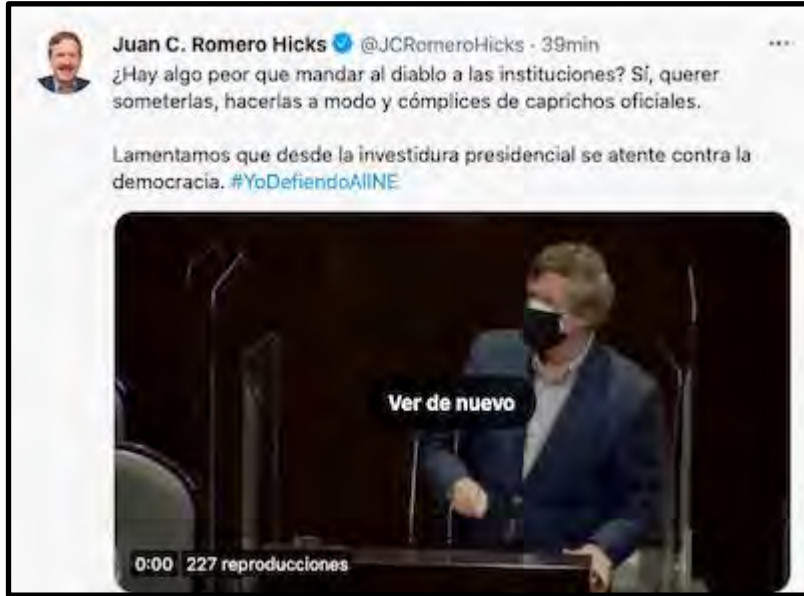 Juan C. Romero Hicks @JCRomeroHicks · 39min
¿Hay algo peor que mandar al diablo a las instituciones? Sí, querer
someterlas, hacerlas a modo y cómplices de caprichos oficiales.
Lamentamos que desde la investidura presidencial se atente contra la
democracia. #YoDefiendoAlINE
Ver de nuevo
0:00 227 reproducciones